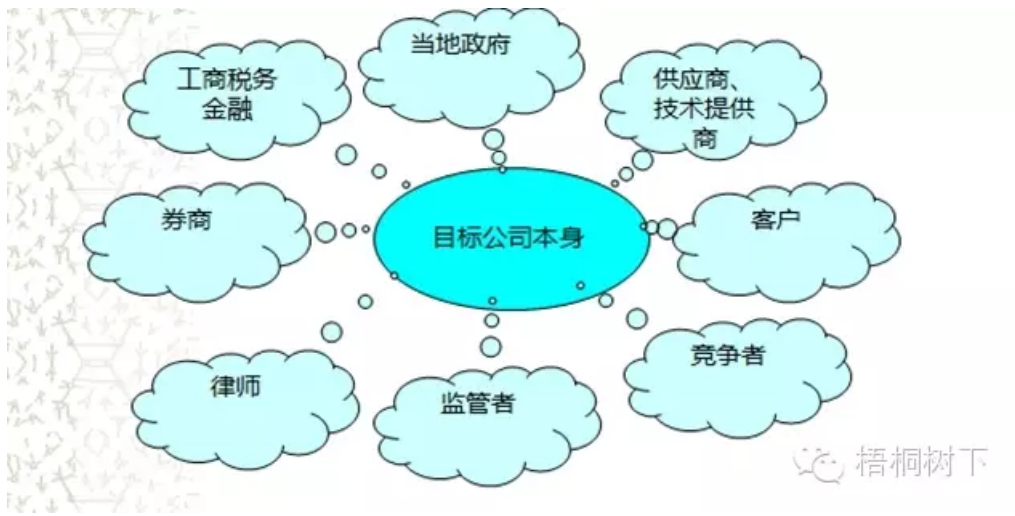 当地政府
工商税务
金融
供应商、
技术提供
商
券商
目标公司本身
客户
律师
监管者
竞争者
梧桐树下